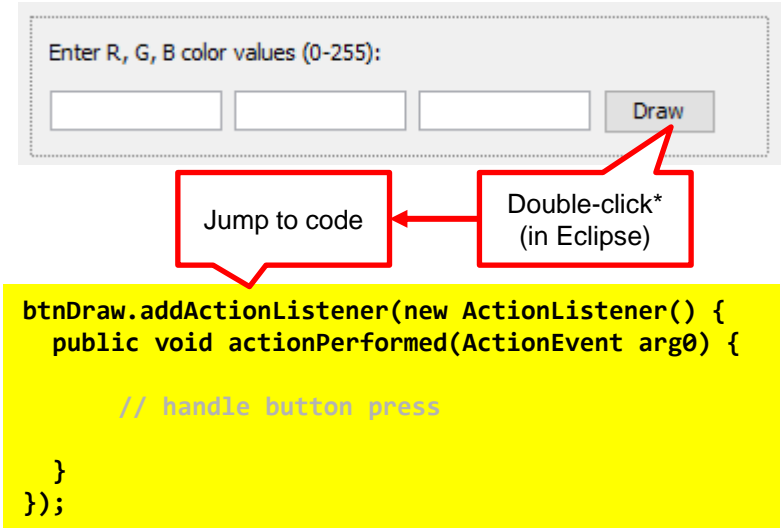 Enter R, G, B color values (0-255):
Draw
Jump to code
Double-click*
(in Eclipse)
btnDraw.addActionListener(new ActionListener() {
  public void actionPerformed(ActionEvent arg0) {
      // handle button press
  }
});